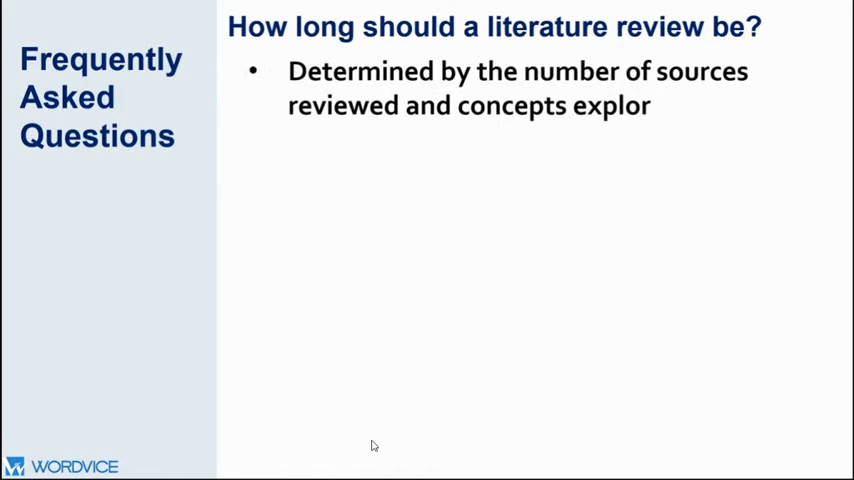 Frequently
Asked
Questions
How long should a literature review be?
• Determined by the number of sources
reviewed and concepts explor
WORDVICE